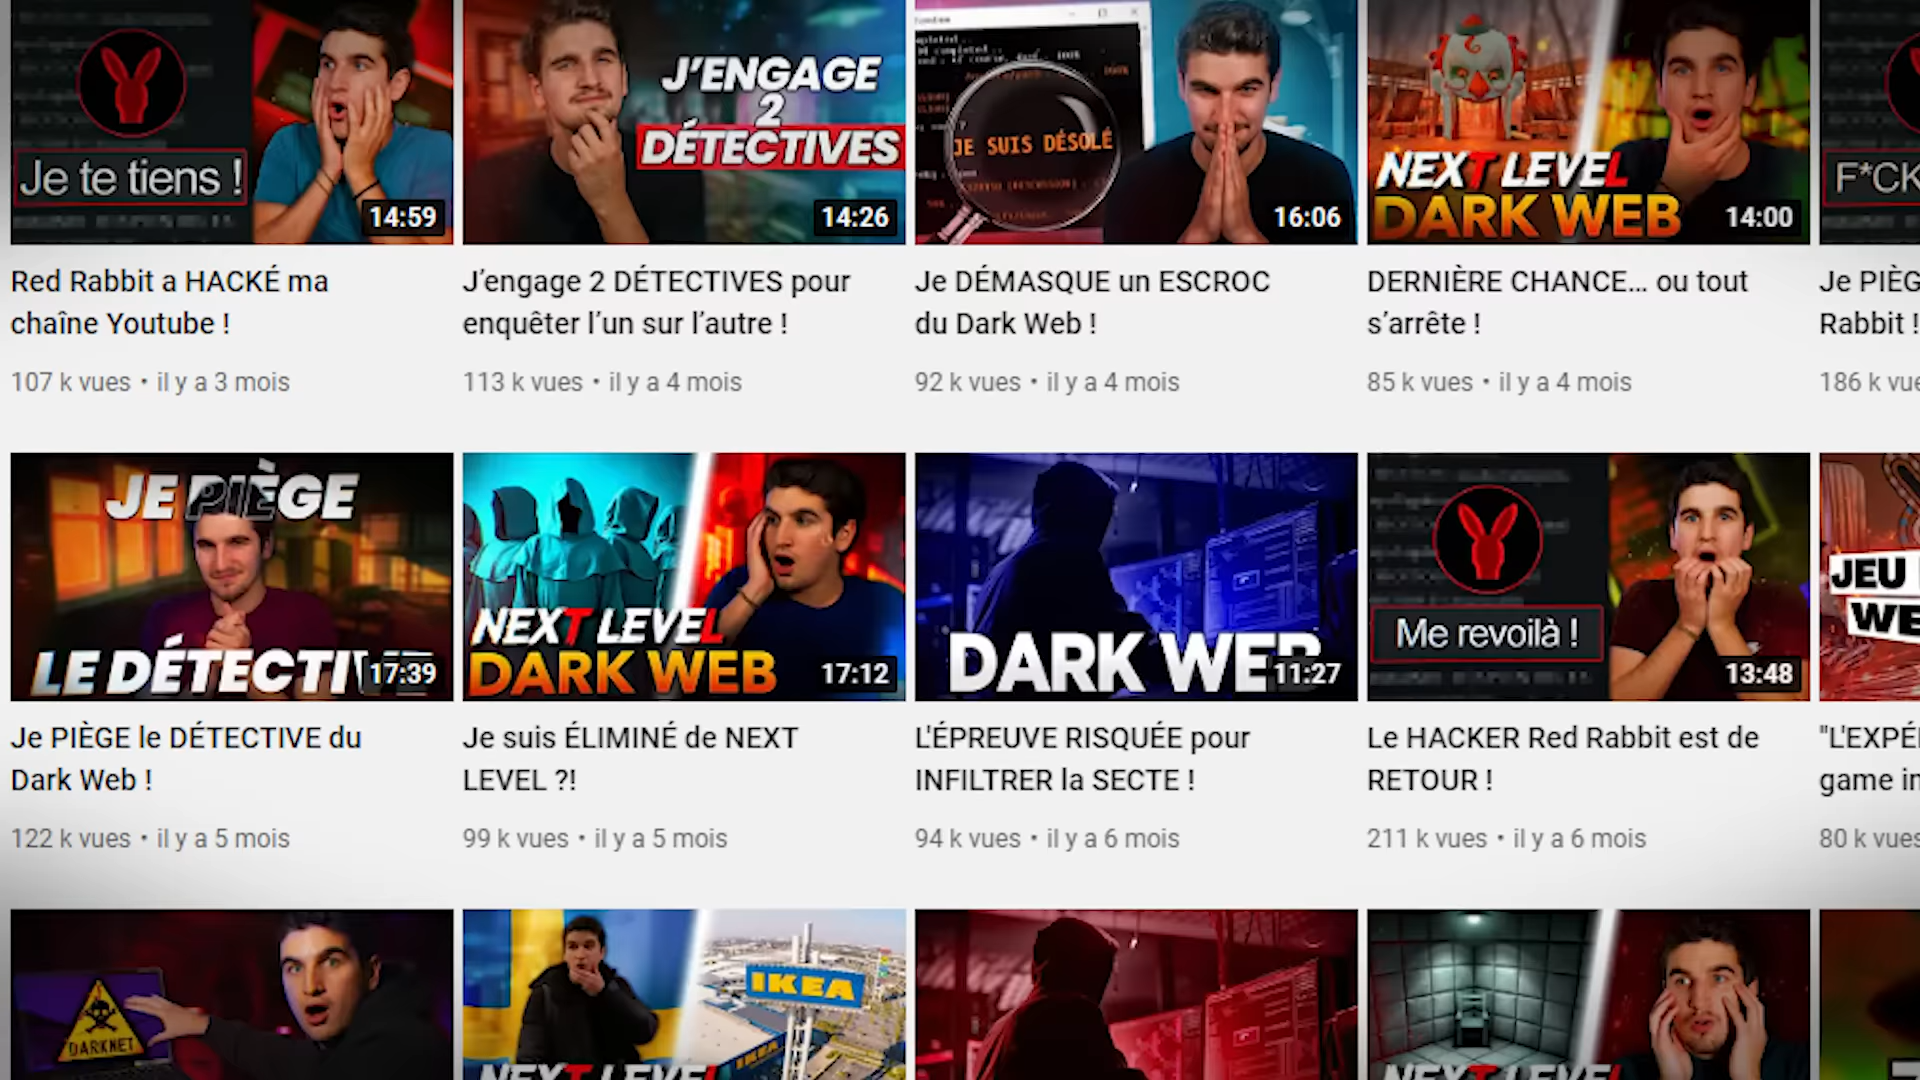 Je te tiens !
14:59
J'ENGAGE
2
DÉTECTIVES
14:26
JE SUIS DÉSOLÉ
16:06
NEXT LEVEL
DARK WEB
14:00
F*CK
Red Rabbit a HACKÉ ma
chaîne Youtube !
107 k vues • il y a 3 mois
J'engage 2 DÉTECTIVES pour
enquêter l'un sur l'autre !
113 k vues • il y a 4 mois
Je DÉMASQUE un ESCROC
du Dark Web !
92 k vues • il y a 4 mois
DERNIÈRE CHANCE… ou tout
s'arrête !
85 k vues • il y a 4 mois
Je PIÈG
Rabbit !
186 k vue
JE PIÈGE
LE DÉTECTIVE
17:39
NEXT LEVEL
DARK WEB
17:12
DARK WEB
11:27
Me revoilà !
13:48
JEU
WE
Je PIÈGE le DÉTECTIVE du
Dark Web !
122 k vues • il y a 5 mois
Je suis ÉLIMINÉ de NEXT
LEVEL ?!
99 k vues • il y a 5 mois
L'ÉPREUVE RISQUÉE pour
INFILTRER la SECTE !
94 k vues • il y a 6 mois
Le HACKER Red Rabbit est de
RETOUR !
211 k vues • il y a 6 mois
"L'EXPÉ
game in
80 k vues
DARKNET
IKEA
IKEA
NEXT LEVEL
NEXT LEVEL